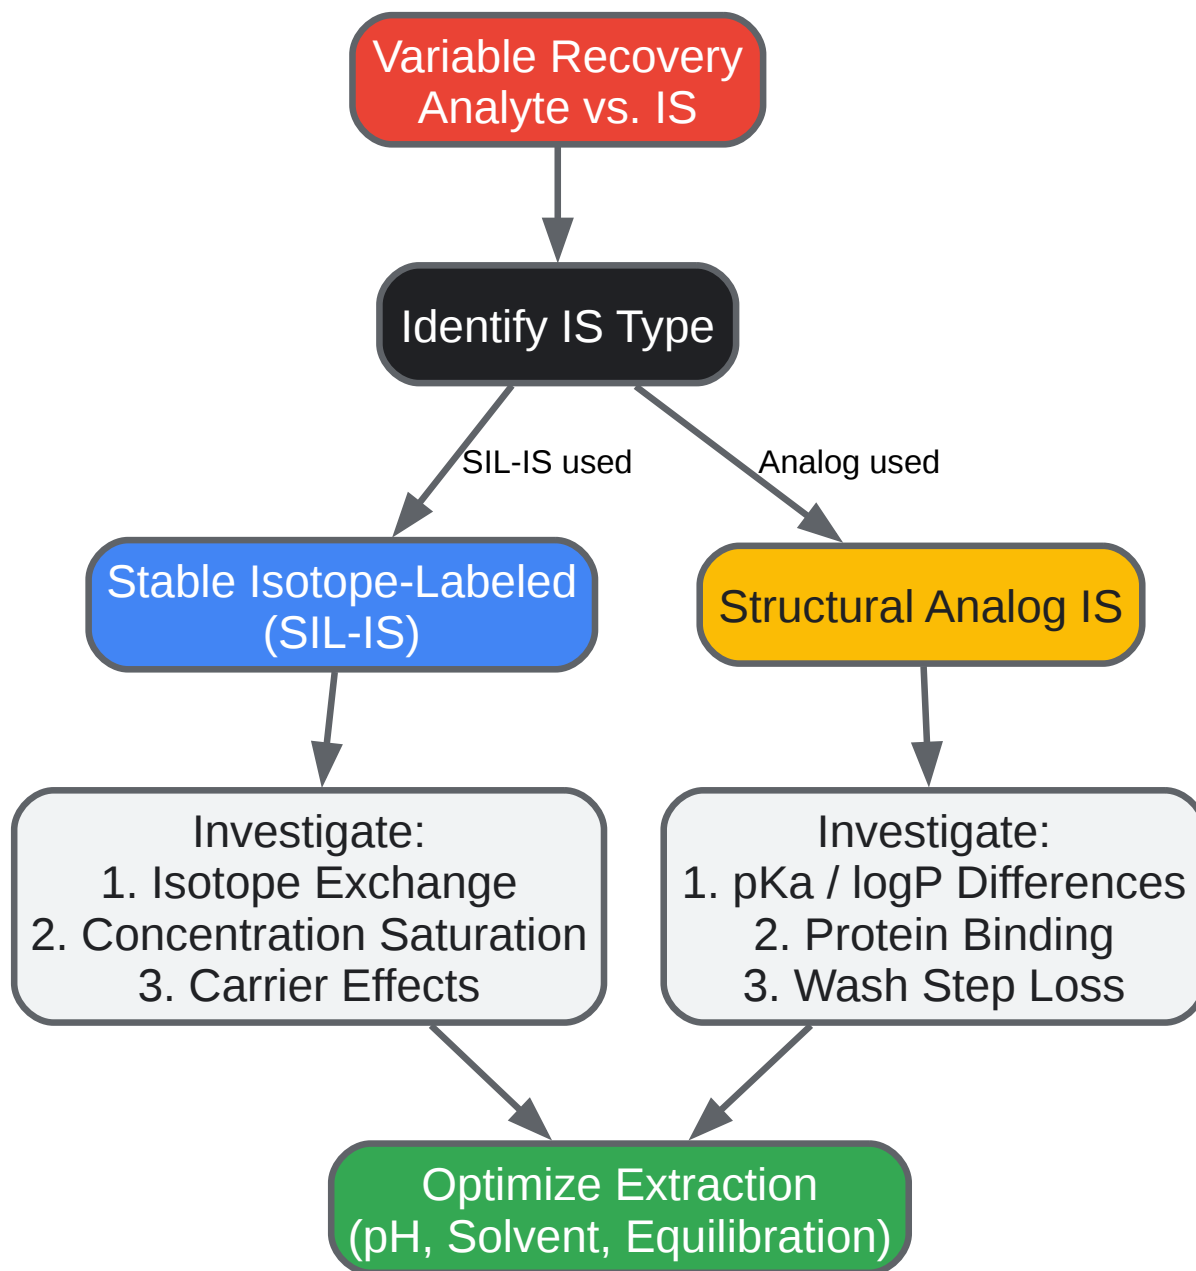 Variable Recovery
Analyte vs. IS
Identify IS Type
SIL-IS used
Analog used
Stable Isotope-Labeled
(SIL-IS)
Structural Analog IS
Investigate:
1. Isotope Exchange
2. Concentration Saturation
3. Carrier Effects
Investigate:
1. pKa / logP Differences
2. Protein Binding
3. Wash Step Loss
Optimize Extraction
(pH, Solvent, Equilibration)